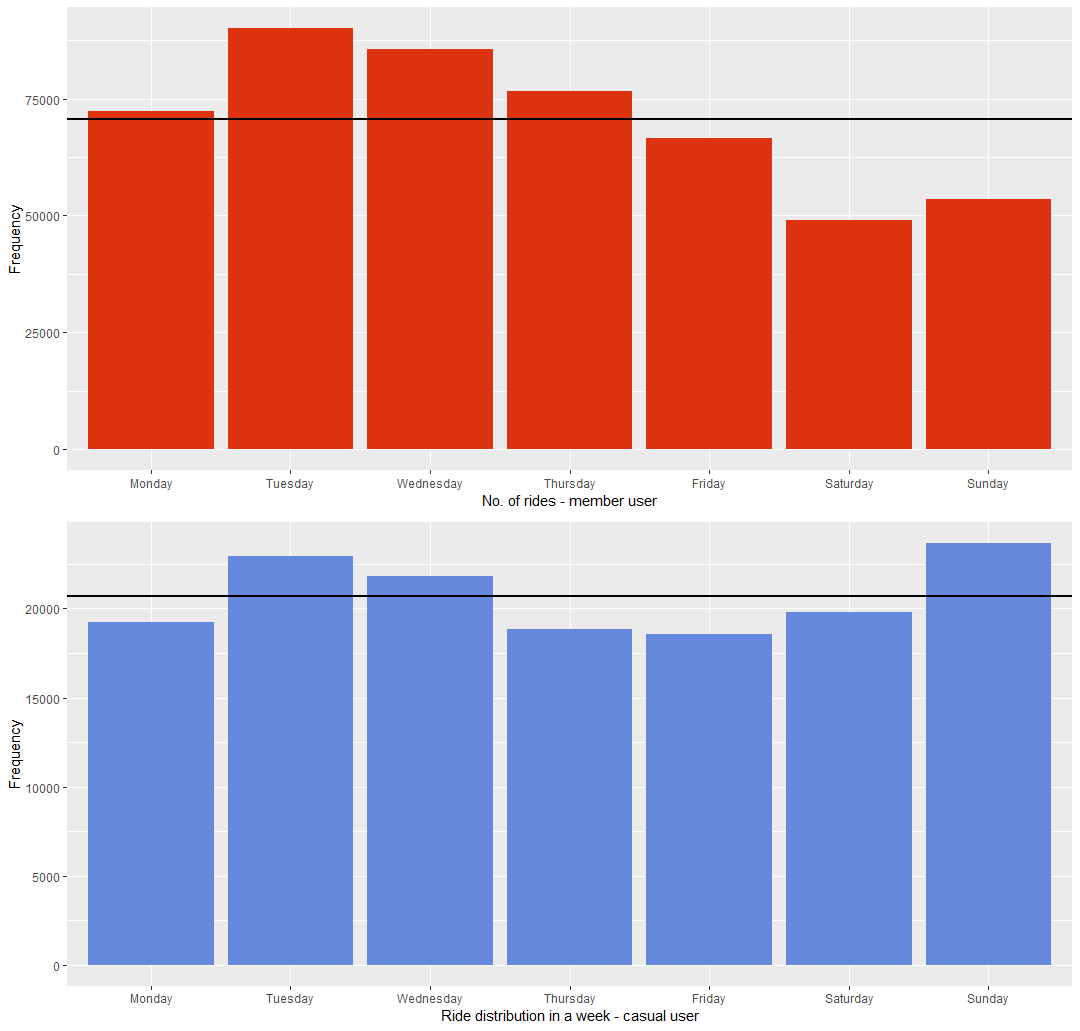 Frequency
75000
50000
25000
0
Monday Tuesday Wednesday Thursday Friday Saturday Sunday
No. of rides - member user
Frequency
20000
15000
10000
5000
0
Monday Tuesday Wednesday Thursday Friday Saturday Sunday
Ride distribution in a week - casual user